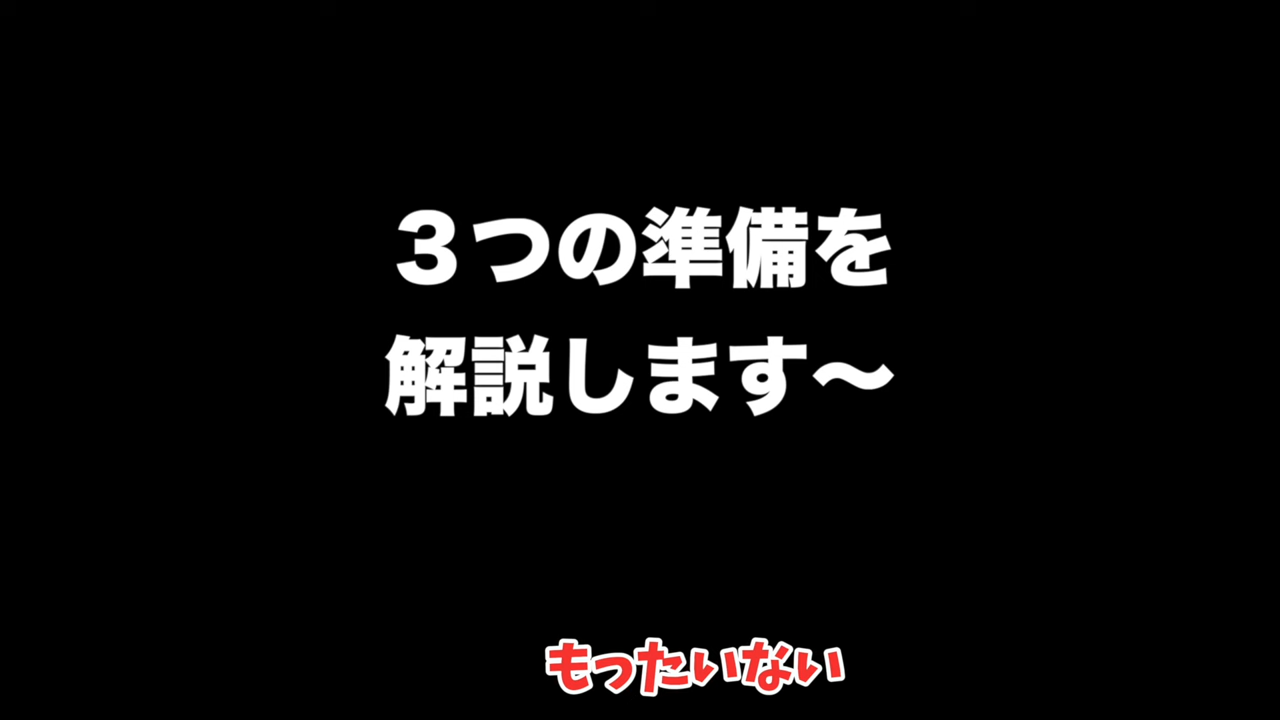 ３つの準備を
解説します〜
もったいない